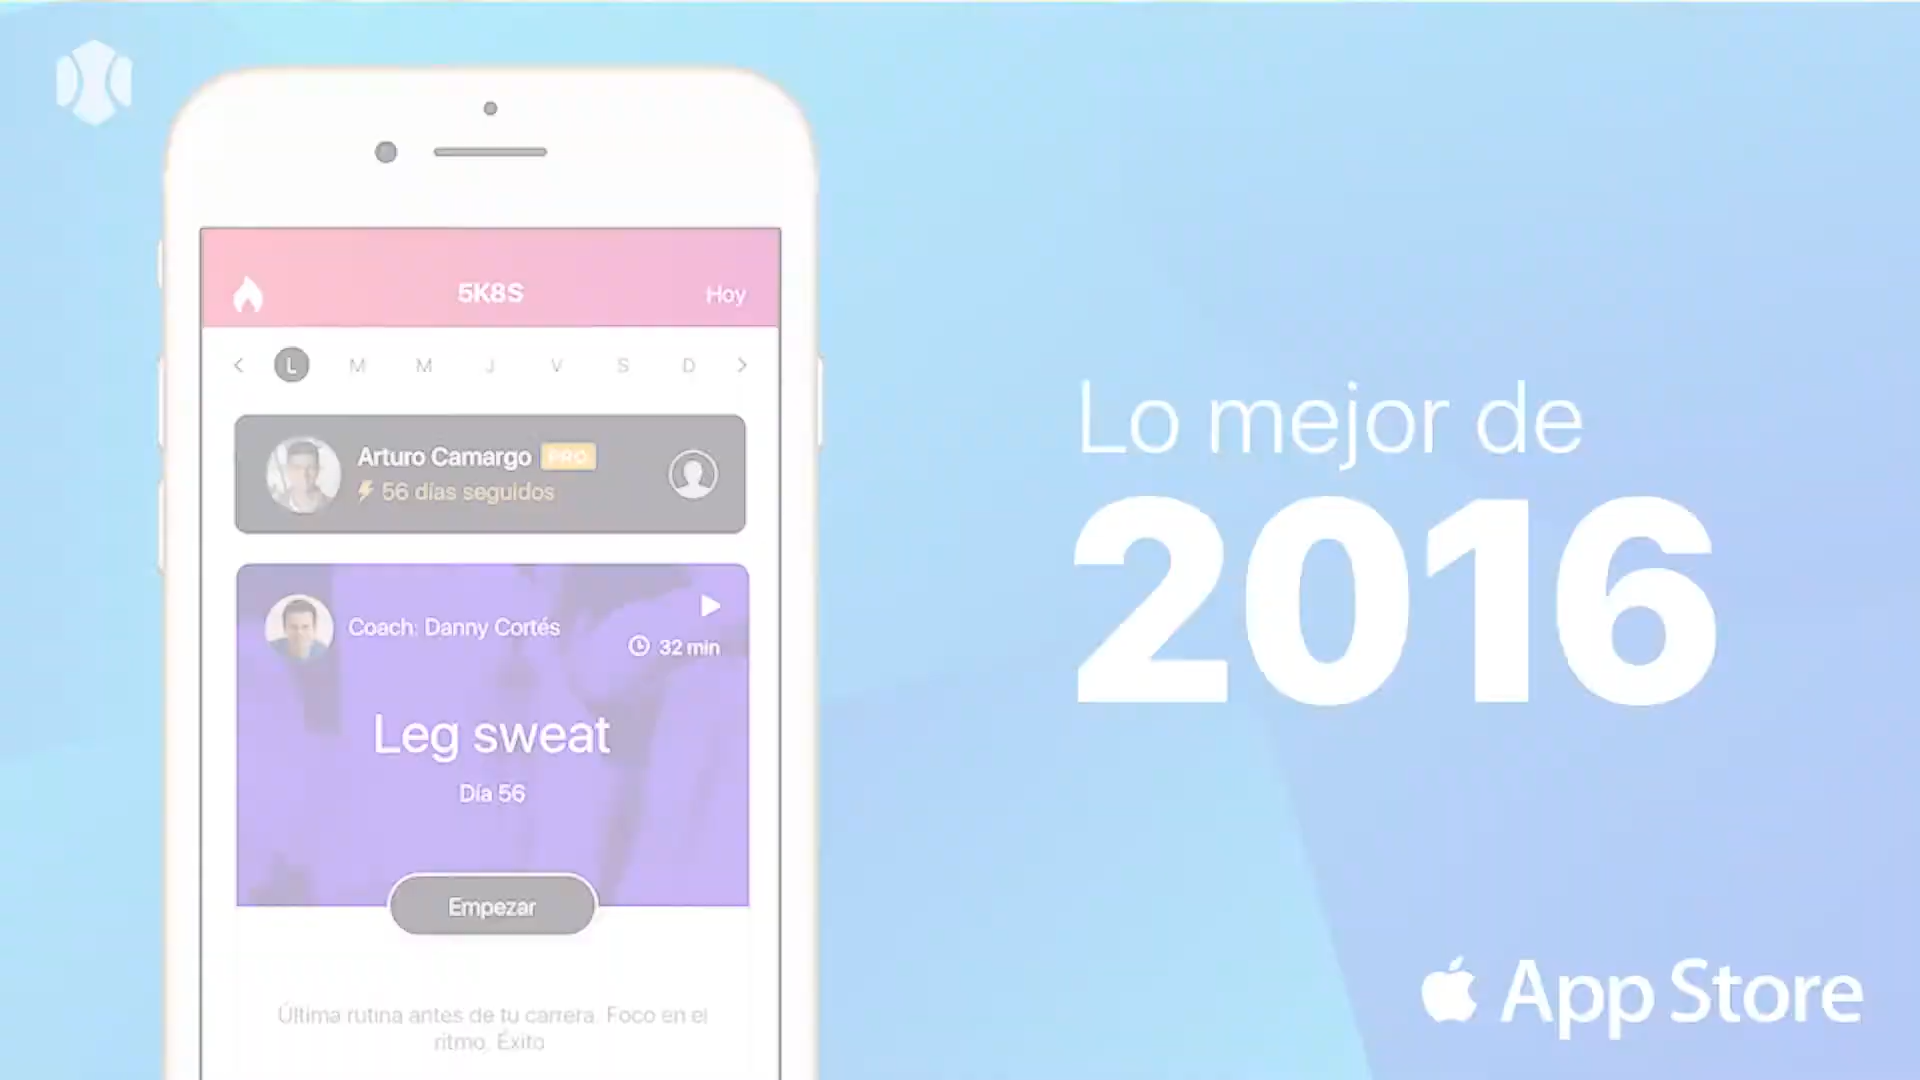 5K8S
Hoy
< L M M J V S D >
Arturo Camargo PRO
56 días seguidos
Coach: Danny Cortés
32 min
Leg sweat
Día 56
Empezar
Última rutina antes de tu carrera. Foco en el
ritmo. Éxito
Lo mejor de
2016
App Store